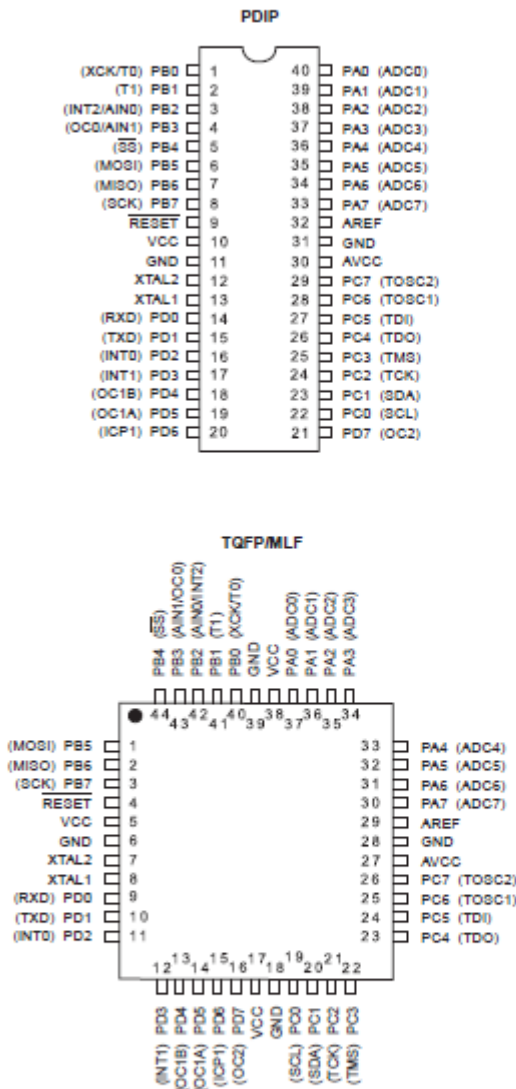 PDIP
(XCK/T0) PB0 1 40 PA0 (ADC0)
(T1) PB1 2 39 PA1 (ADC1)
(INT2/AIN0) PB2 3 38 PA2 (ADC2)
(OC0/AIN1) PB3 4 37 PA3 (ADC3)
(SS) PB4 5 36 PA4 (ADC4)
(MOSI) PB5 6 35 PA5 (ADC5)
(MISO) PB6 7 34 PA6 (ADC6)
(SCK) PB7 8 33 PA7 (ADC7)
RESET 9 32 AREF
VCC 10 31 GND
GND 11 30 AVCC
XTAL2 12 29 PC7 (TOSC2)
XTAL1 13 28 PC6 (TOSC1)
(RXD) PD0 14 27 PC5 (TDI)
(TXD) PD1 15 26 PC4 (TDO)
(INT0) PD2 16 25 PC3 (TMS)
(INT1) PD3 17 24 PC2 (TCK)
(OC1B) PD4 18 23 PC1 (SDA)
(OC1A) PD5 19 22 PC0 (SCL)
(ICP1) PD6 20 21 PD7 (OC2)
TQFP/MLF
PB4 (SS)
PB3 (AIN1/OC0)
PB2 (AIN0/INT2)
PB1 (T1)
PB0 (XCK/T0)
GND
VCC
PA0 (ADC0)
PA1 (ADC1)
PA2 (ADC2)
PA3 (ADC3)
44 43 42 41 40 39 38 37 36 35 34
(MOSI) PB5 1 33 PA4 (ADC4)
(MISO) PB6 2 32 PA5 (ADC5)
(SCK) PB7 3 31 PA6 (ADC6)
RESET 4 30 PA7 (ADC7)
VCC 5 29 AREF
GND 6 28 GND
XTAL2 7 27 AVCC
XTAL1 8 26 PC7 (TOSC2)
(RXD) PD0 9 25 PC6 (TOSC1)
(TXD) PD1 10 24 PC5 (TDI)
(INT0) PD2 11 23 PC4 (TDO)
12 13 14 15 16 17 18 19 20 21 22
(INT1) PD3
(OC1B) PD4
(OC1A) PD5
(ICP1) PD6
(OC2) PD7
VCC
GND
(SCL) PC0
(SDA) PC1
(TCK) PC2
(TMS) PC3